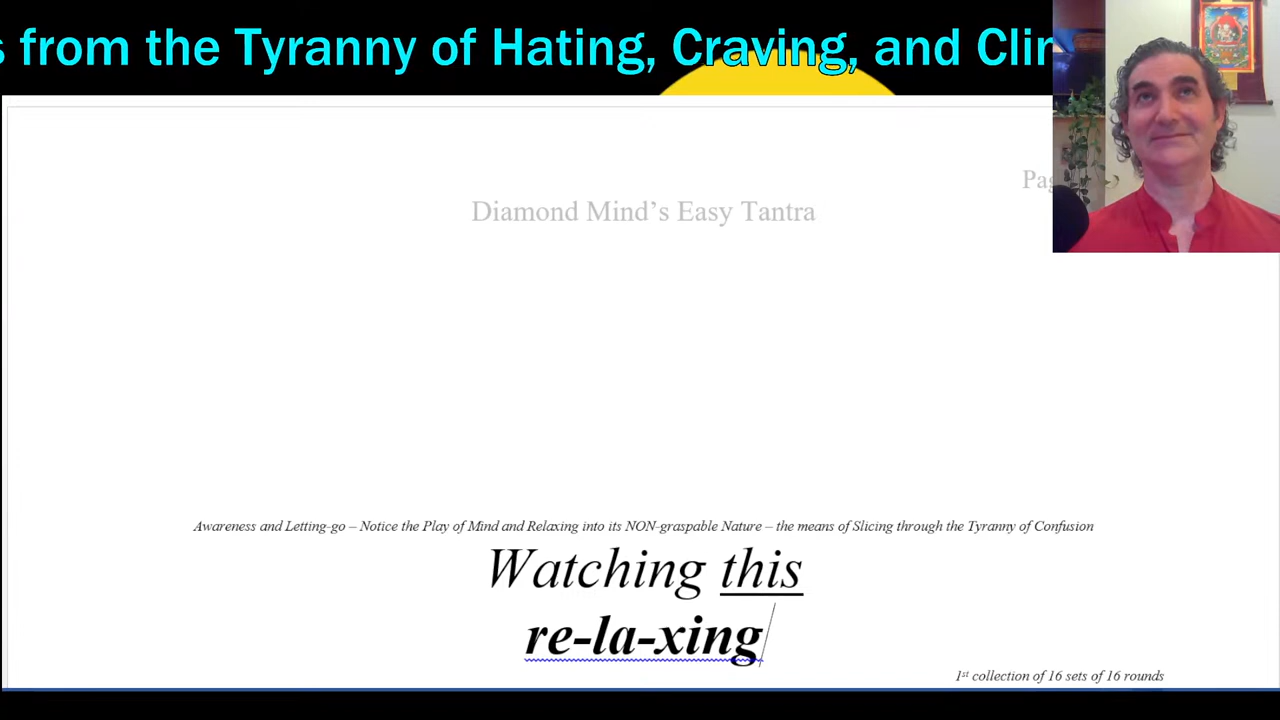 from the Tyranny of Hating, Craving, and
Diamond Mind’s Easy Tantra
Awareness and Letting-go – Notice the Play of Mind and Relaxing into its NON-graspable Nature – the means of Slicing through the Tyranny of Confusion
Watching this
re-la-xing
1st collection of 16 sets of 16 rounds